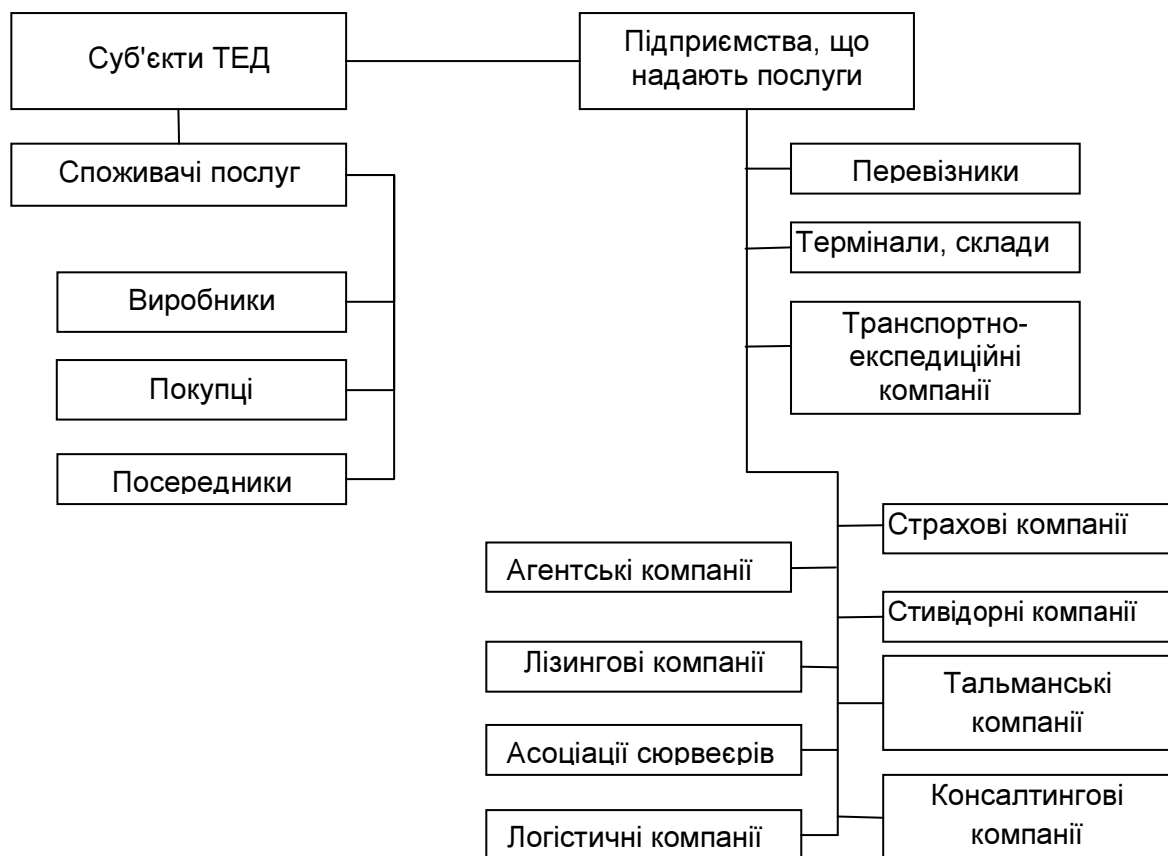 Суб'єкти ТЕД
Підприємства, що
надають послуги
Споживачі послуг
Виробники
Покупці
Посередники
Перевізники
Термінали, склади
Транспортно-
експедиційні
компанії
Страхові компанії
Агентські компанії
Стивідорні компанії
Лізингові компанії
Тальманські
компанії
Асоціації сюрвеєрів
Консалтингові
компанії
Логістичні компанії